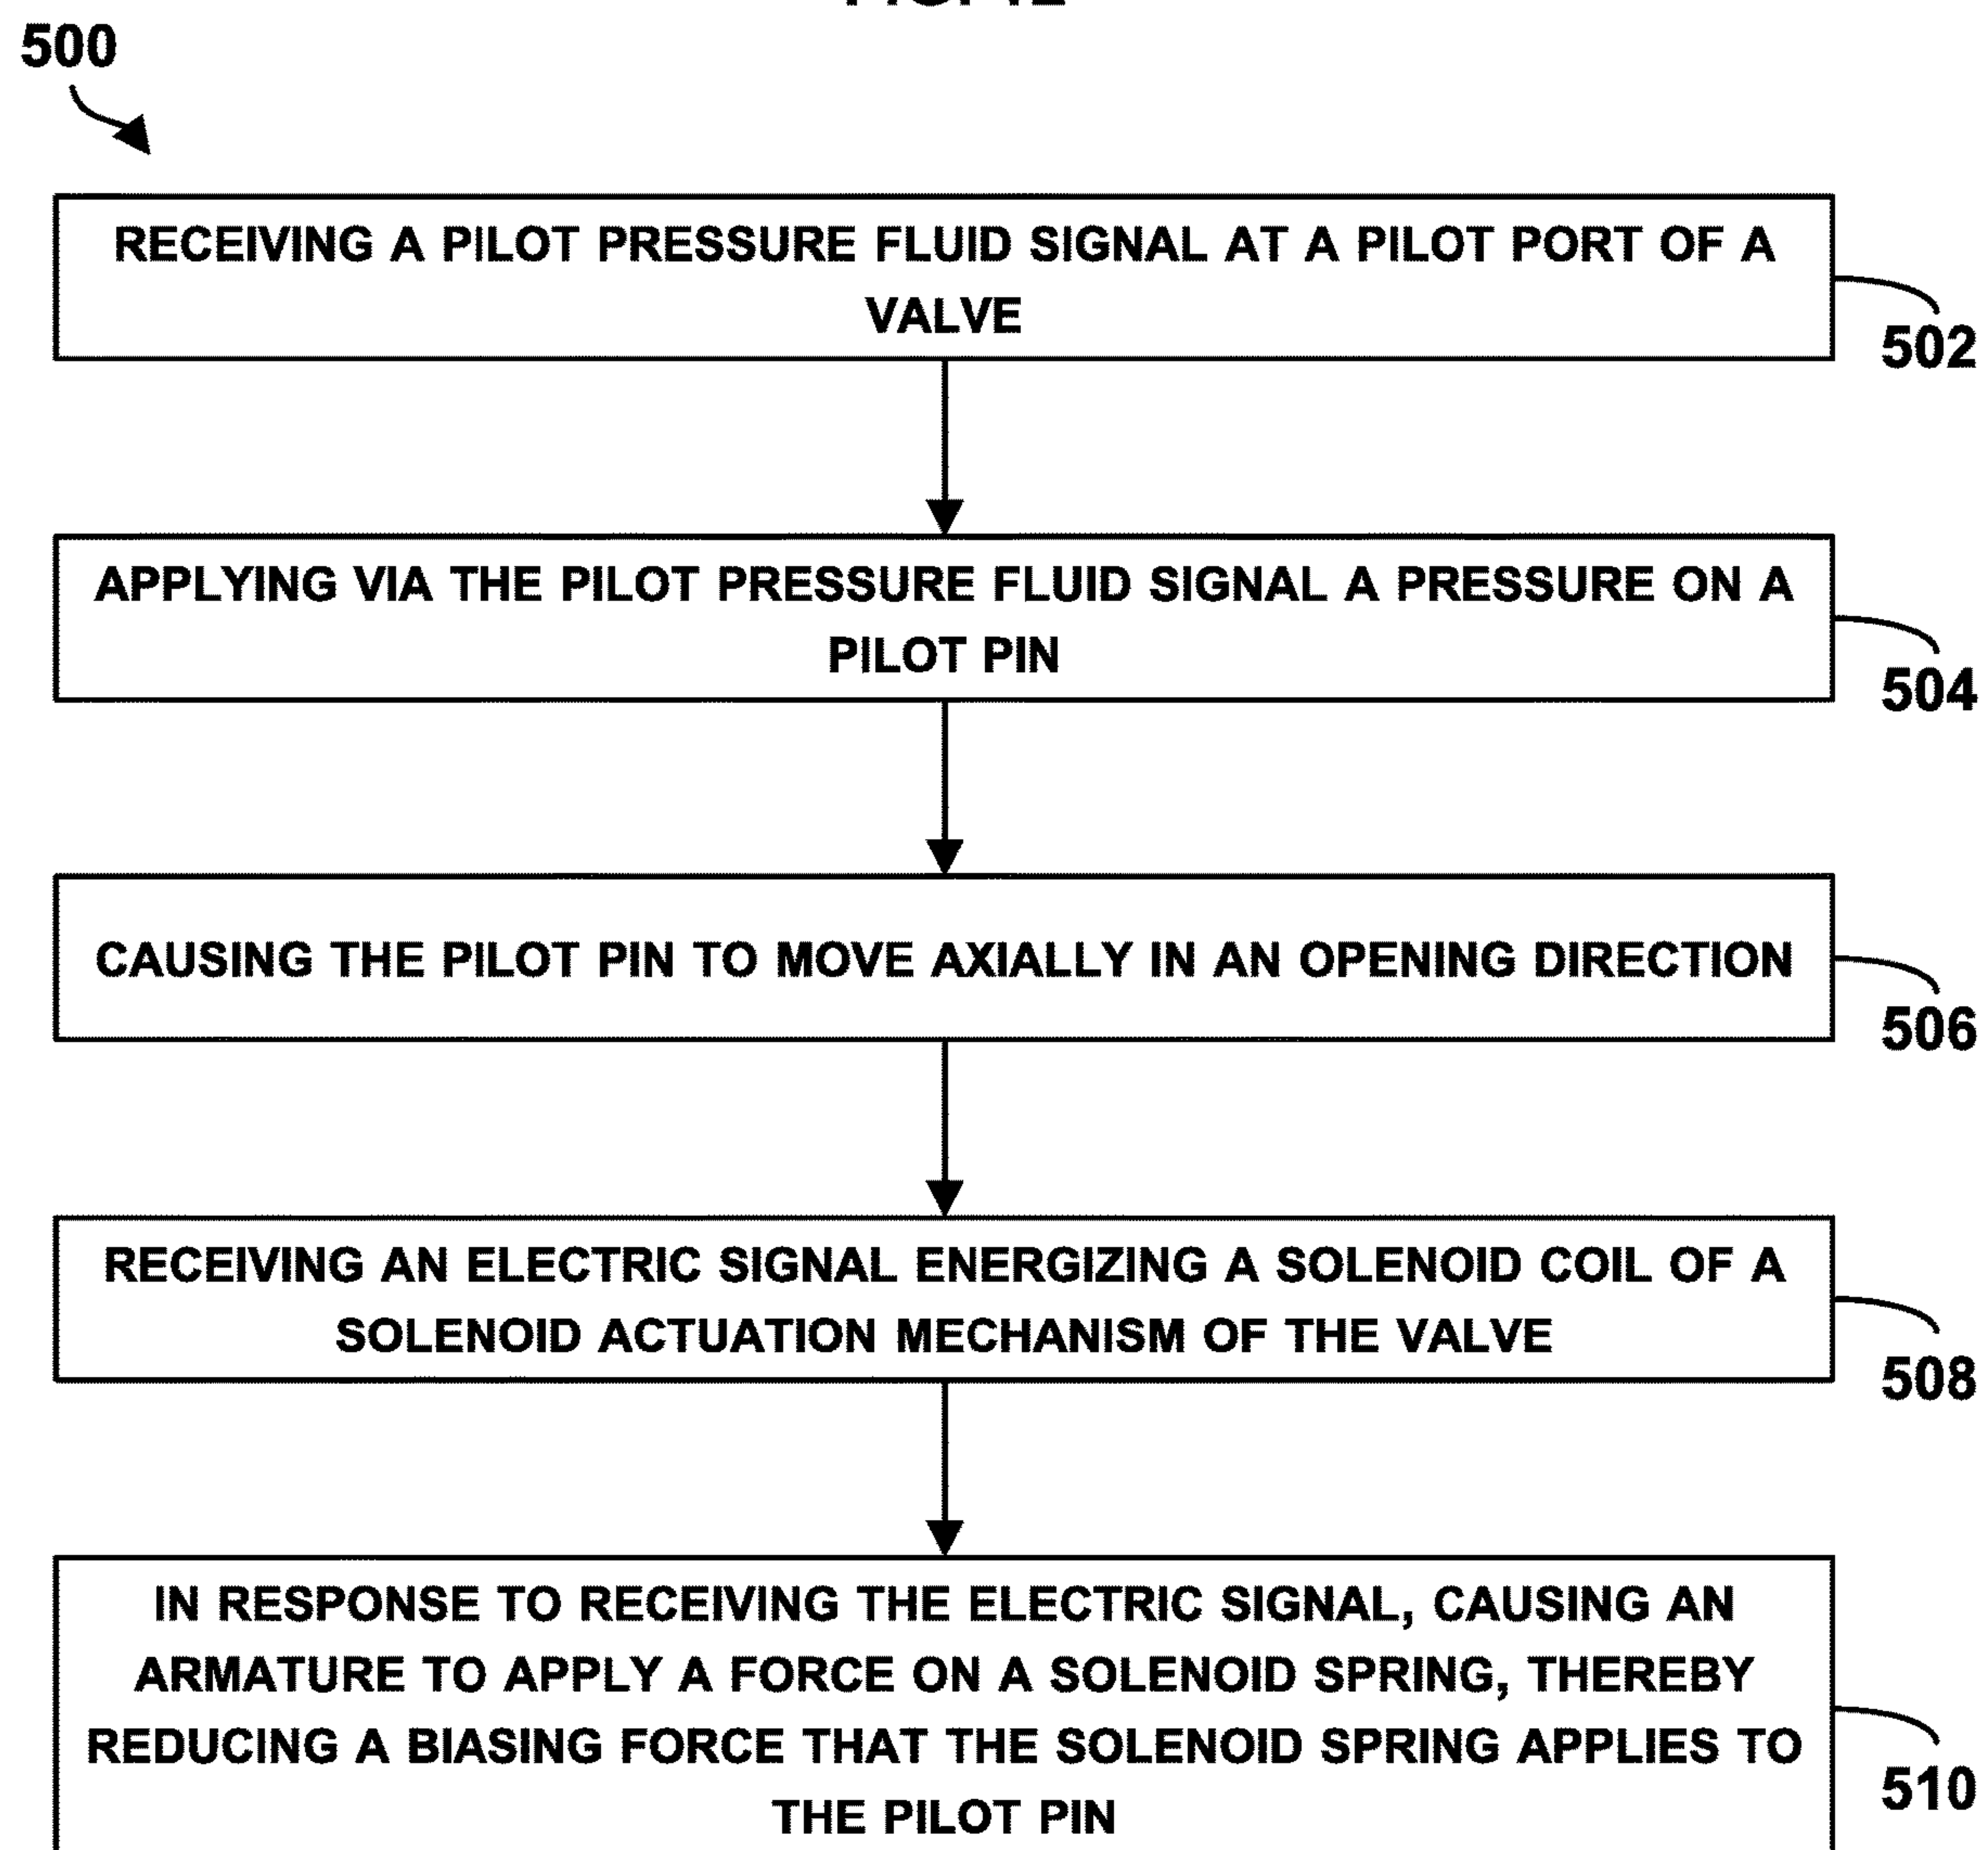 500
RECEIVING A PILOT PRESSURE FLUID SIGNAL AT A PILOT PORT OF A
VALVE
502
APPLYING VIA THE PILOT PRESSURE FLUID SIGNAL A PRESSURE ON A
PILOT PIN
504
CAUSING THE PILOT PIN TO MOVE AXIALLY IN AN OPENING DIRECTION
506
RECEIVING AN ELECTRIC SIGNAL ENERGIZING A SOLENOID COIL OF A
SOLENOID ACTUATION MECHANISM OF THE VALVE
508
IN RESPONSE TO RECEIVING THE ELECTRIC SIGNAL, CAUSING AN
ARMATURE TO APPLY A FORCE ON A SOLENOID SPRING, THEREBY
REDUCING A BIASING FORCE THAT THE SOLENOID SPRING APPLIES TO
THE PILOT PIN
510